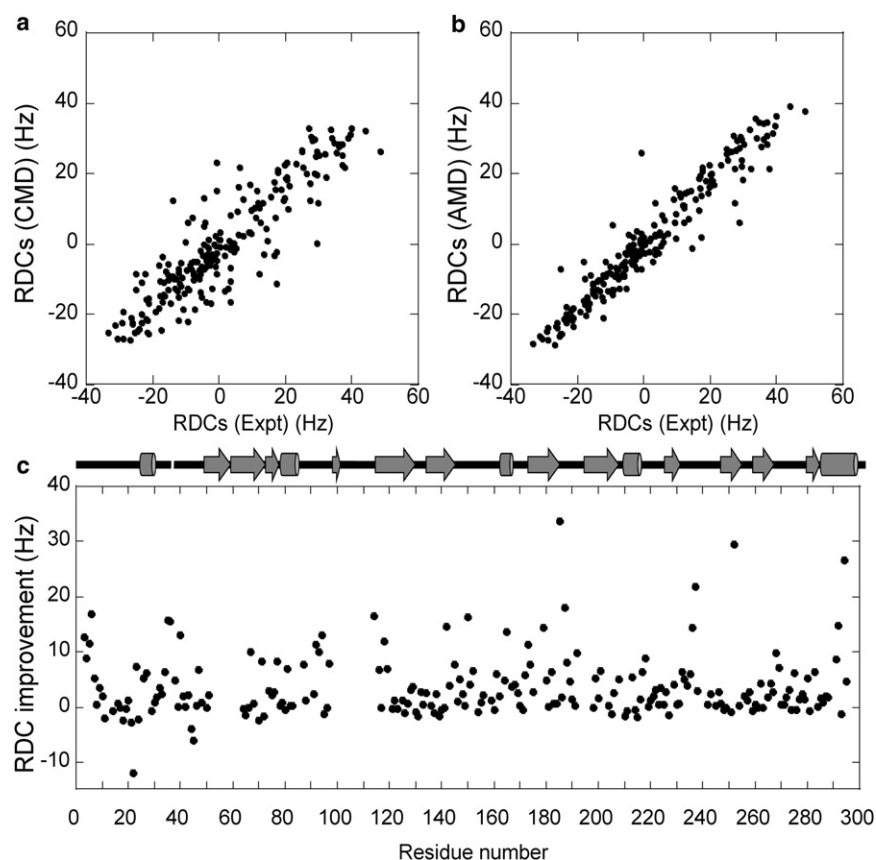 a
60
40
20
0
-20
-40
RDCs (CMD) (Hz)
-40 -20 0 20 40 60
RDCs (Expt) (Hz)
b
60
40
20
0
-20
-40
RDCs (AMD) (Hz)
-40 -20 0 20 40 60
RDCs (Expt) (Hz)
c
40
30
20
10
0
-10
RDC improvement (Hz)
0 20 40 60 80 100 120 140 160 180 200 220 240 260 280 300
Residue number